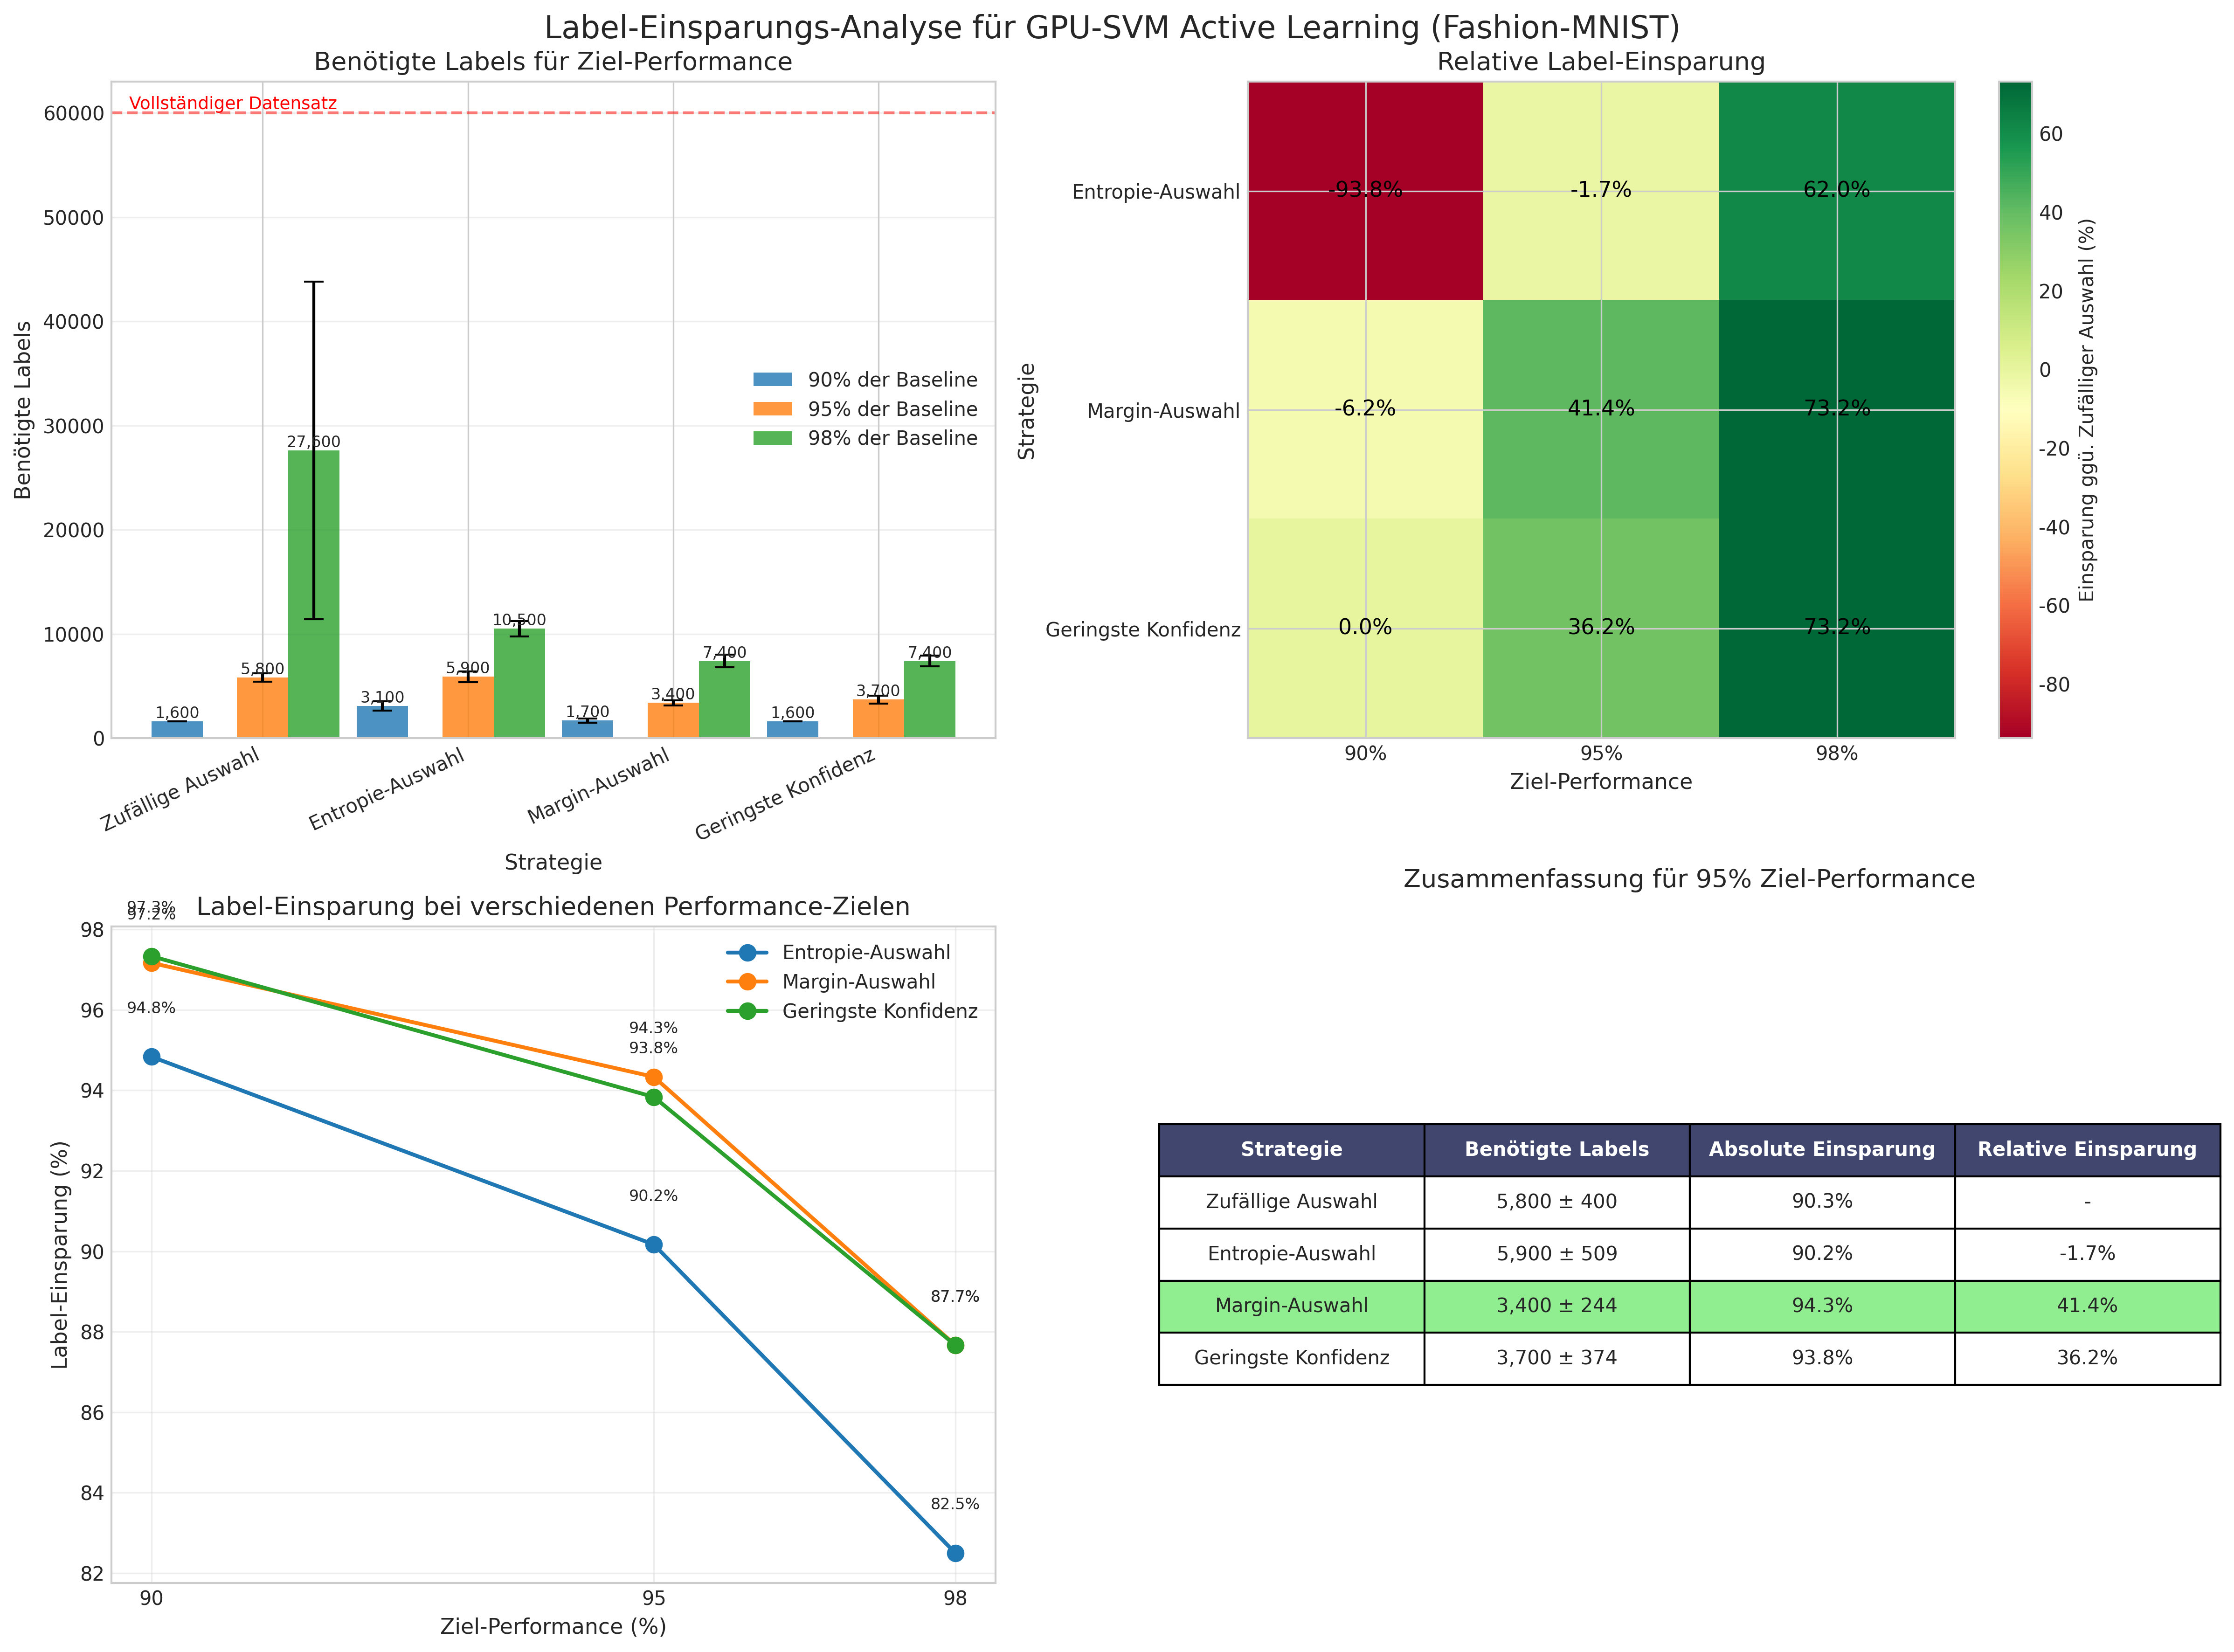 Label-Einsparungs-Analyse für GPU-SVM Active Learning (Fashion-MNIST)
Benötigte Labels für Ziel-Performance
Vollständiger Datensatz
60000
50000
40000
30000
20000
10000
0
Benötigte Labels
90% der Baseline
95% der Baseline
98% der Baseline
1,600
5,800
27,600
3,100
5,900
10,500
1,700
3,400
7,400
1,600
3,700
7,400
Zufällige Auswahl
Entropie-Auswahl
Margin-Auswahl
Geringste Konfidenz
Strategie
Relative Label-Einsparung
Strategie
Entropie-Auswahl
-93.8%
-1.7%
62.0%
Margin-Auswahl
-6.2%
41.4%
73.2%
Geringste Konfidenz
0.0%
36.2%
73.2%
90%
95%
98%
Ziel-Performance
60
40
20
0
-20
-40
-60
-80
Einsparung ggü. Zufälliger Auswahl (%)
Label-Einsparung bei verschiedenen Performance-Zielen
98
96
94
92
90
88
86
84
82
Label-Einsparung (%)
Entropie-Auswahl
Margin-Auswahl
Geringste Konfidenz
97.3%
97.2%
94.8%
94.3%
93.8%
90.2%
87.7%
82.5%
90
95
98
Ziel-Performance (%)
Zusammenfassung für 95% Ziel-Performance
Strategie Benötigte Labels Absolute Einsparung Relative Einsparung
Zufällige Auswahl 5,800 ± 400 90.3% -
Entropie-Auswahl 5,900 ± 509 90.2% -1.7%
Margin-Auswahl 3,400 ± 244 94.3% 41.4%
Geringste Konfidenz 3,700 ± 374 93.8% 36.2%